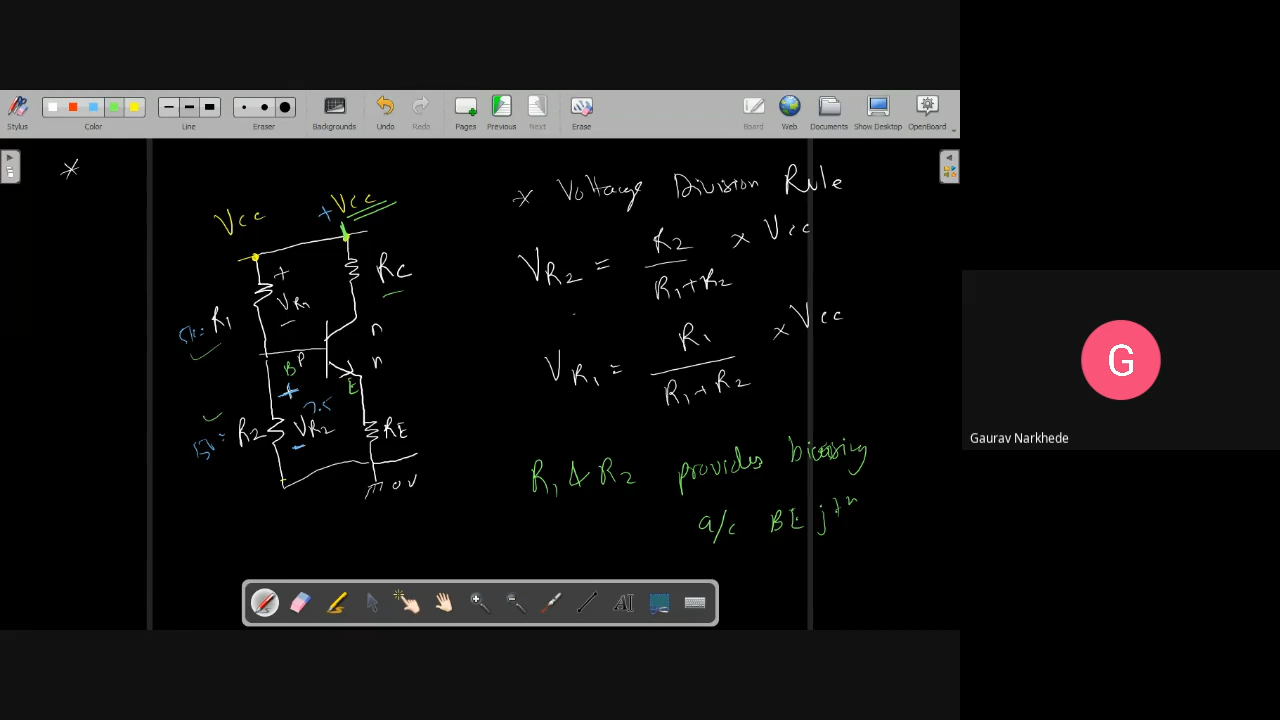 Stylus
Color
Line
Eraser
Backgrounds
Undo
Redo
Pages
Previous
Next
Erase
Board
Web
Documents
Show Desktop
OpenBoard
* Voltage Division Rule
Vcc
+Vcc
RC
+
VR1
-
R1
n
n
P
B
E
+
7.5
R2
VR2
-
RE
0V
VR2 = R2 / R1+R2 x Vcc
VR1 = R1 / R1+R2 x Vcc
R1 & R2 provides biasing
a/c BE jtn
G
Gaurav Narkhede